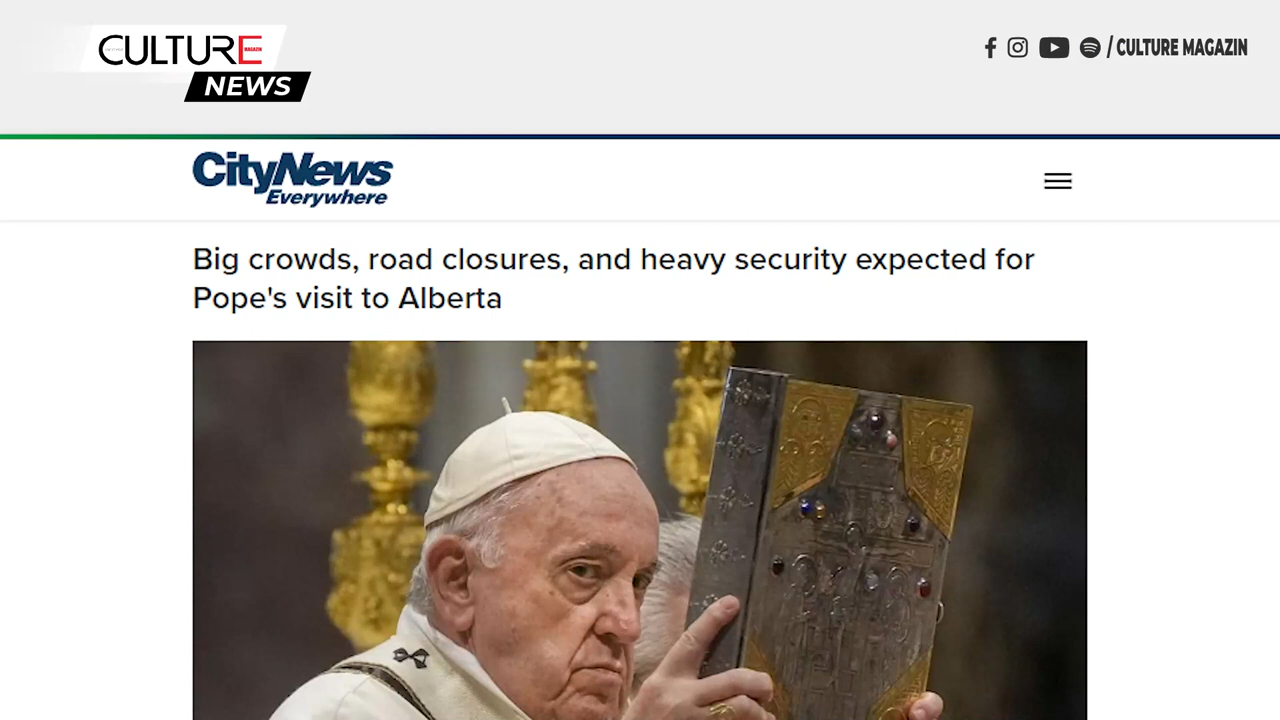 CULTURE
MAGAZIN
NEWS
/ CULTURE MAGAZIN
CityNews
Everywhere
Big crowds, road closures, and heavy security expected for
Pope's visit to Alberta